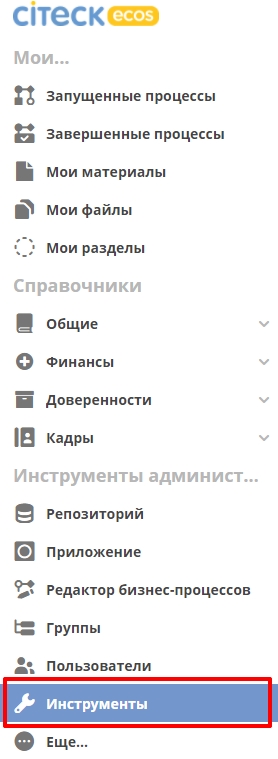 CITECK ecos
Мои...
Запущенные процессы
Завершенные процессы
Мои материалы
Мои файлы
Мои разделы
Справочники
Общие
Финансы
Доверенности
Кадры
Инструменты админист...
Репозиторий
Приложение
Редактор бизнес-процессов
Группы
Пользователи
Инструменты
Еще...